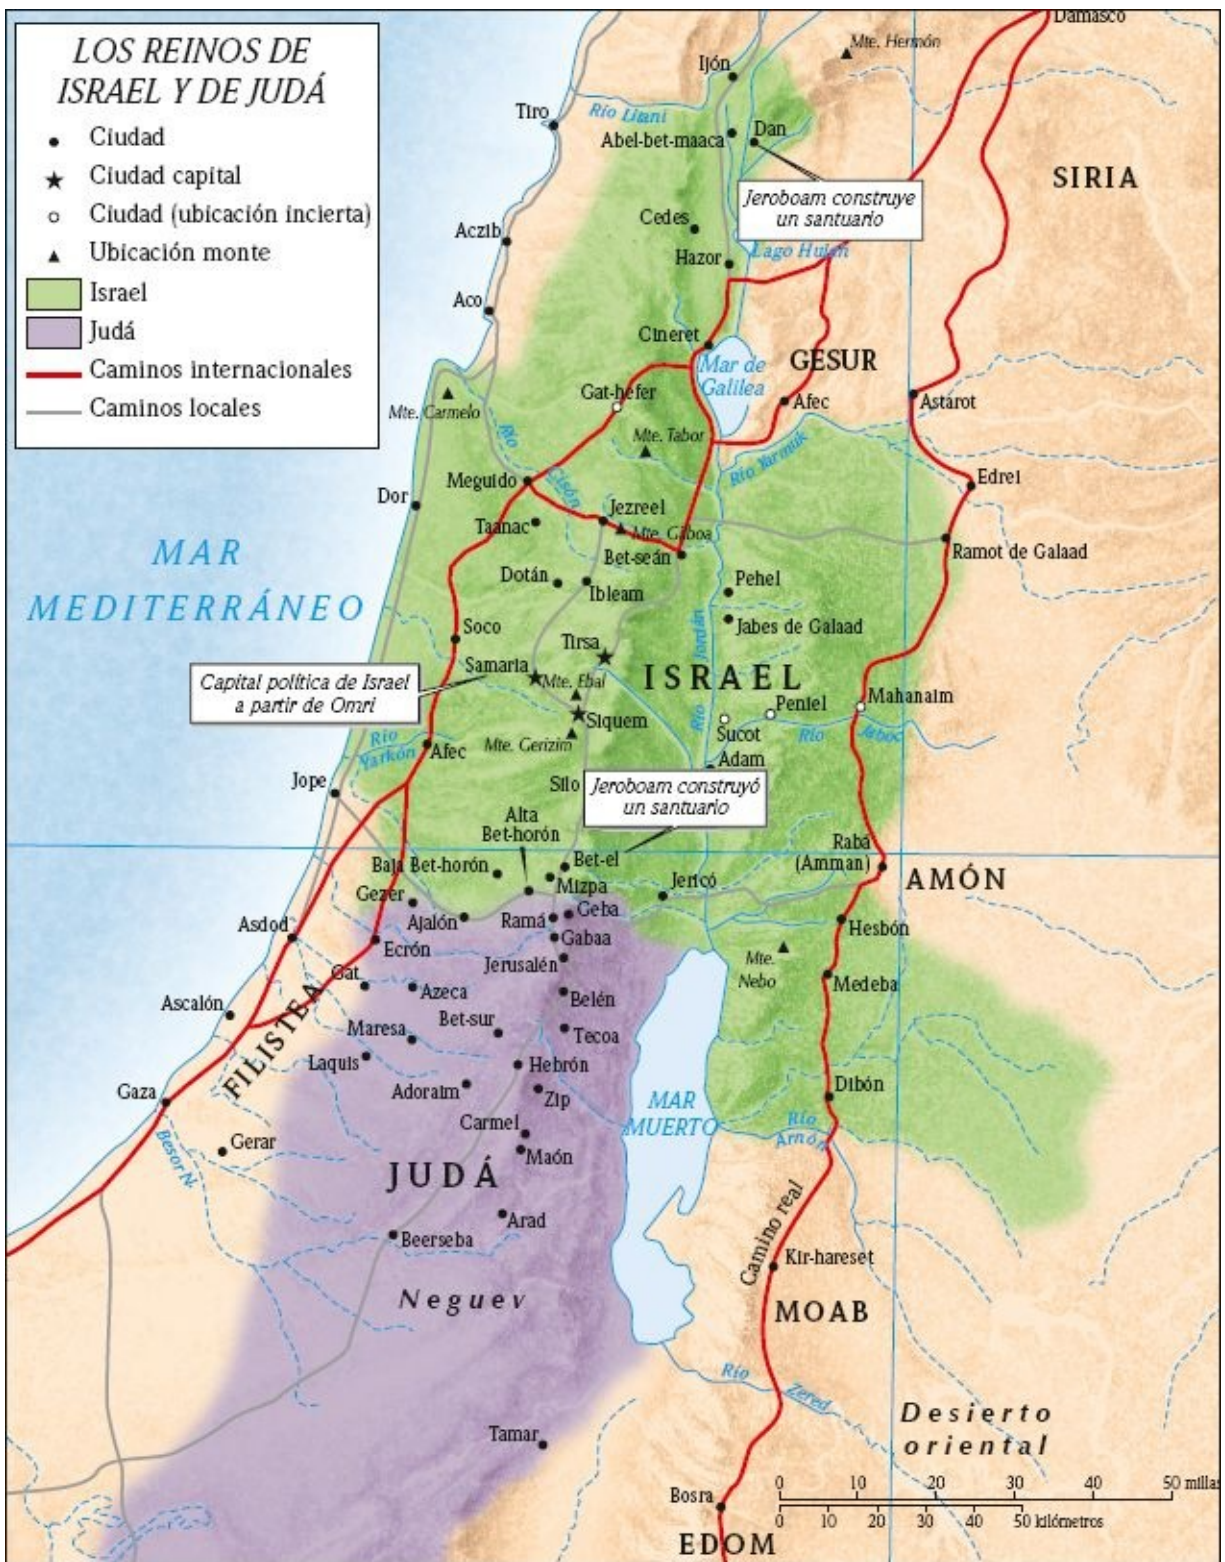 LOS REINOS DE
ISRAEL Y DE JUDÁ
Ciudad
Ciudad capital
Ciudad (ubicación incierta)
Ubicación monte
Israel
Judá
Caminos internacionales
Caminos locales
Damasco
Mte. Hermón
Ijón
Tiro
Río Litani
Abel-bet-maaca
Dan
SIRIA
Jeroboam construye
un santuario
Cedes
Aczib
Hazor
Lago Hulah
Aco
Cineret
Mar de
Galilea
GESUR
Gat-hefer
Mte. Carmelo
Afec
Astarot
Mte. Tabor
Río
Cisón
Río Yarmuk
Meguido
Edrei
Dor
Jezreel
Taanac
Mte. Gilboa
Ramot de Galaad
Bet-seán
MAR
MEDITERRÁNEO
Dotán
Ibleam
Pehel
Jabes de Galaad
Soco
Tirsa
Río Jordán
Samaria
ISRAEL
Capital política de Israel
a partir de Omri
Mte. Ebal
Mahanaim
Peniel
Siquem
Sucot
Río
Jaboc
Mte. Gerizim
Río
Yarkón
Afec
Adam
Jope
Silo
Jeroboam construyó
un santuario
Alta
Bet-horón
Rabá
(Amman)
Baja Bet-horón
Bet-el
AMÓN
Mizpa
Jericó
Gezer
Geba
Ajalón
Ramá
Hesbón
Asdod
Ecrón
Gabaa
Mte.
Nebo
Jerusalén
Gat
Azeca
Medeba
Belén
Ascalón
FILISTEA
Bet-sur
Maresa
Tecoa
Laquis
Hebrón
Adoraim
Zip
Gaza
Dibón
MAR
MUERTO
Río
Arnón
Carmel
Besor N.
Gerar
Maón
JUDÁ
Arad
Beerseba
Camino real
Kir-hareset
Neguev
MOAB
Río
Zered
Desierto
oriental
Tamar
0 10 20 30 40 50 millas
Bosra
0 10 20 30 40 50 kilómetros
EDOM